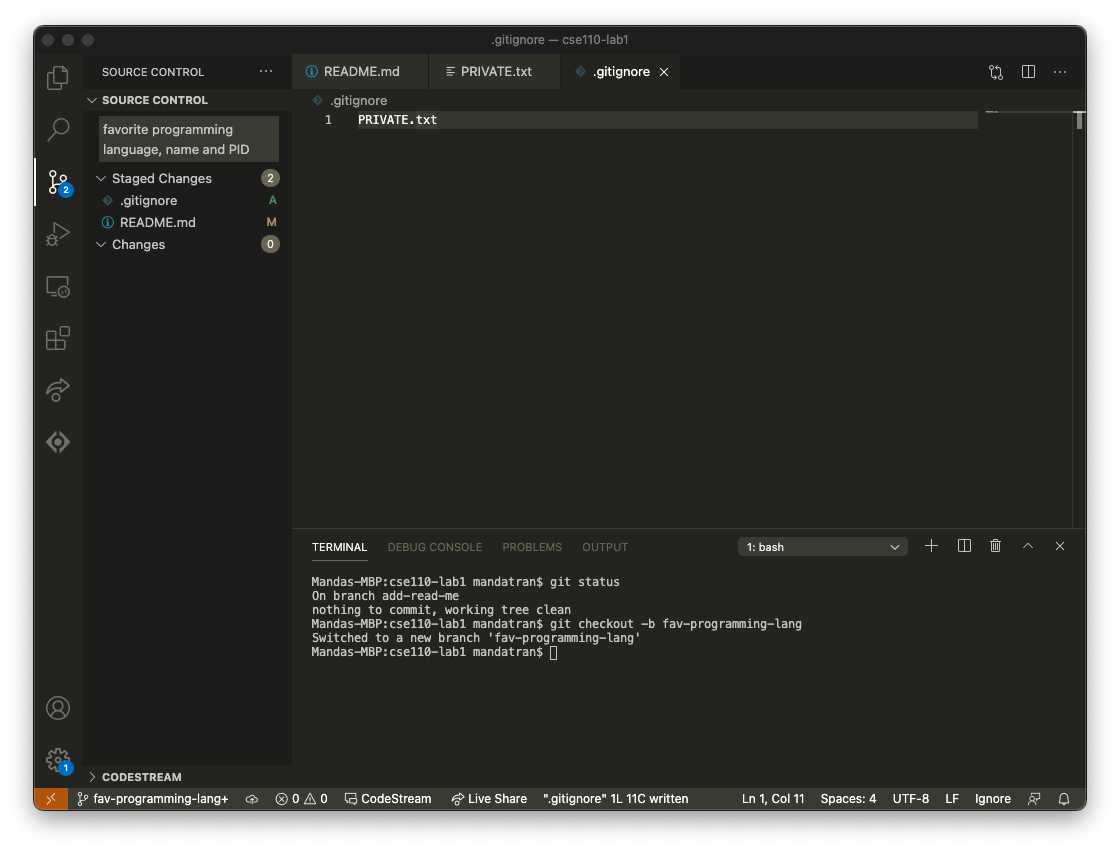 .gitignore — cse110-lab1
SOURCE CONTROL
README.md
PRIVATE.txt
.gitignore
SOURCE CONTROL
favorite programming
language, name and PID
Staged Changes 2
.gitignore A
README.md M
Changes 0
2
.gitignore
1 PRIVATE.txt
TERMINAL DEBUG CONSOLE PROBLEMS OUTPUT 1: bash
Mandas-MBP:cse110-lab1 mandatran$ git status
On branch add-read-me
nothing to commit, working tree clean
Mandas-MBP:cse110-lab1 mandatran$ git checkout -b fav-programming-lang
Switched to a new branch 'fav-programming-lang'
Mandas-MBP:cse110-lab1 mandatran$
1
CODESTREAM
fav-programming-lang+ 0 0 CodeStream Live Share ".gitignore" 1L 11C written Ln 1, Col 11 Spaces: 4 UTF-8 LF Ignore